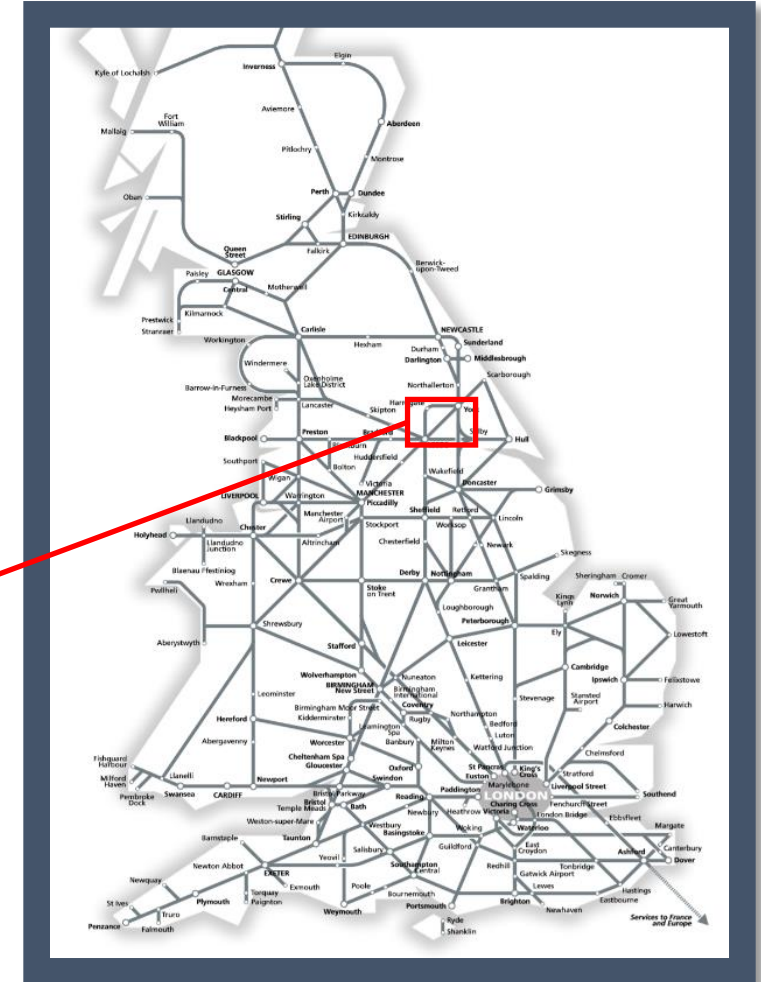 Elgin
Inverness
Kyle of Lochalsh
Aviemore
Fort
William
Mallaig
Aberdeen
Pitlochry
Montrose
Perth
Dundee
Oban
Stirling
Kirkcaldy
EDINBURGH
Queen
Street
Falkirk
Berwick-
upon-Tweed
Paisley
GLASGOW
Central
Motherwell
Kilmarnock
Prestwick
Stranraer
Carlisle
NEWCASTLE
Workington
Hexham
Sunderland
Durham
Darlington
Middlesbrough
Windermere
Scarborough
Oxenholme
Lake District
Northallerton
Barrow-in-Furness
Morecambe
Heysham Port
Lancaster
Skipton
Blackpool
Preston
Hull
Southport
Huddersfield
Bolton
Wakefield
Wigan
Victoria
Doncaster
LIVERPOOL
Warrington
MANCHESTER
Piccadilly
Grimsby
Manchester
Airport
Sheffield
Retford
Llandudno
Chester
Stockport
Worksop
Lincoln
Holyhead
Llandudno
Junction
Altrincham
Chesterfield
Newark
Skegness
Blaenau Ffestiniog
Wrexham
Crewe
Derby
Nottingham
Spalding
Sheringham
Cromer
Pwllheli
Stoke
on Trent
Grantham
Kings
Lynn
Norwich
Great
Yarmouth
Loughborough
Peterborough
Shrewsbury
Ely
Lowestoft
Aberystwyth
Stafford
Leicester
Wolverhampton
Cambridge
Nuneaton
Kettering
BIRMINGHAM
New Street
Birmingham
International
Ipswich
Felixstowe
Leominster
Coventry
Stevenage
Stansted
Airport
Harwich
Birmingham Moor Street
Kidderminster
Rugby
Northampton
Hereford
Leamington
Spa
Bedford
Colchester
Abergavenny
Worcester
Banbury
Milton
Keynes
Luton
Watford Junction
Chelmsford
Cheltenham Spa
Gloucester
Oxford
Fishguard
Harbour
St Pancras
King's
Cross
Stratford
Milford
Haven
Llanelli
Newport
Swindon
Euston
Marylebone
Liverpool Street
Pembroke
Dock
Swansea
CARDIFF
Bristol Parkway
Reading
Paddington
LONDON
Southend
Bristol
Temple Meads
Bath
Newbury
Heathrow
Victoria
Charing Cross
Fenchurch Street
London Bridge
Ebbsfleet
Weston-super-Mare
Westbury
Basingstoke
Woking
Waterloo
Margate
Barnstaple
Taunton
Guildford
East
Croydon
Canterbury
Yeovil
Salisbury
Ashford
Dover
Newton Abbot
EXETER
Southampton
Central
Redhill
Tonbridge
Gatwick Airport
Newquay
Exmouth
Poole
Lewes
Hastings
St Ives
Plymouth
Torquay
Paignton
Bournemouth
Eastbourne
Truro
Weymouth
Portsmouth
Brighton
Newhaven
Penzance
Falmouth
Ryde
Shanklin
Services to France
and Europe